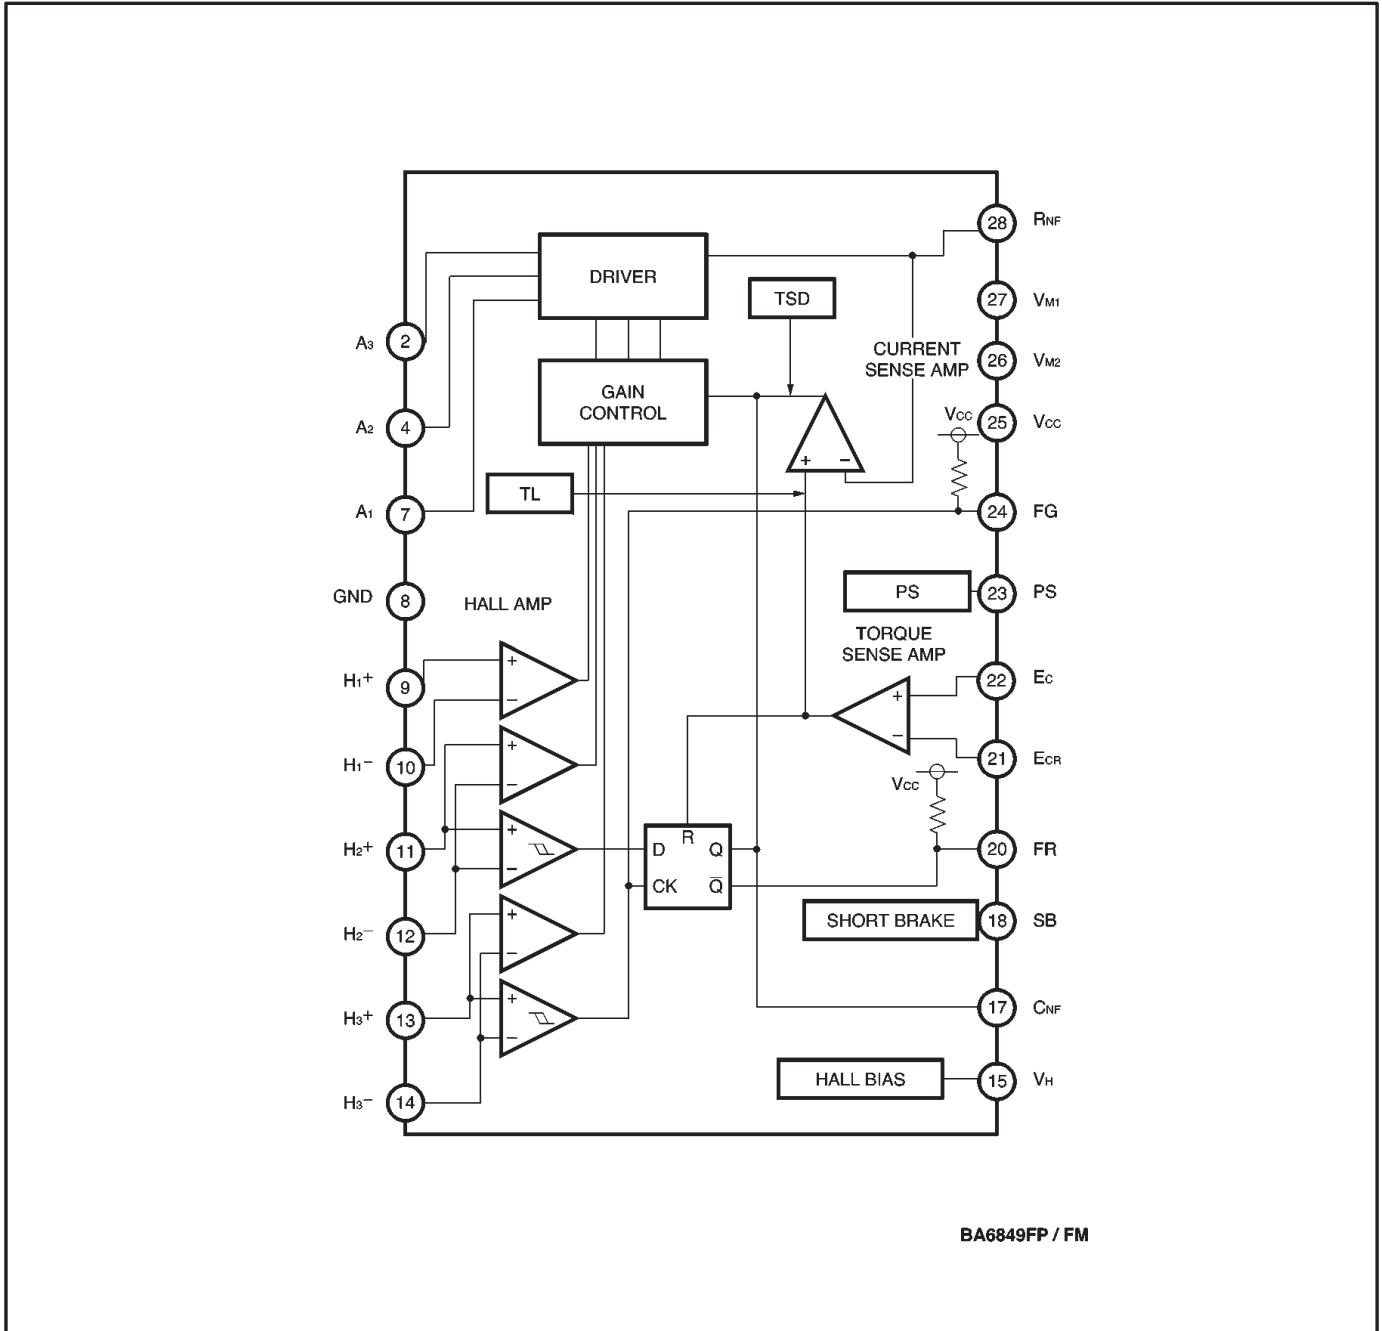 28 RNF
DRIVER
TSD
27 VM1
A3 2
CURRENT
SENSE AMP
26 VM2
GAIN
CONTROL
A2 4
VCC
25 VCC
+ −
TL
A1 7
24 FG
PS
23 PS
GND 8
HALL AMP
TORQUE
SENSE AMP
H1+ 9
+
−
+
−
22 EC
21 ECR
H1− 10
+
−
VCC
H2+ 11
+
−
R
D Q
CK Q̅
20 FR
SHORT BRAKE
18 SB
H2− 12
+
−
H3+ 13
+
−
17 CNF
HALL BIAS
15 VH
H3− 14
BA6849FP / FM